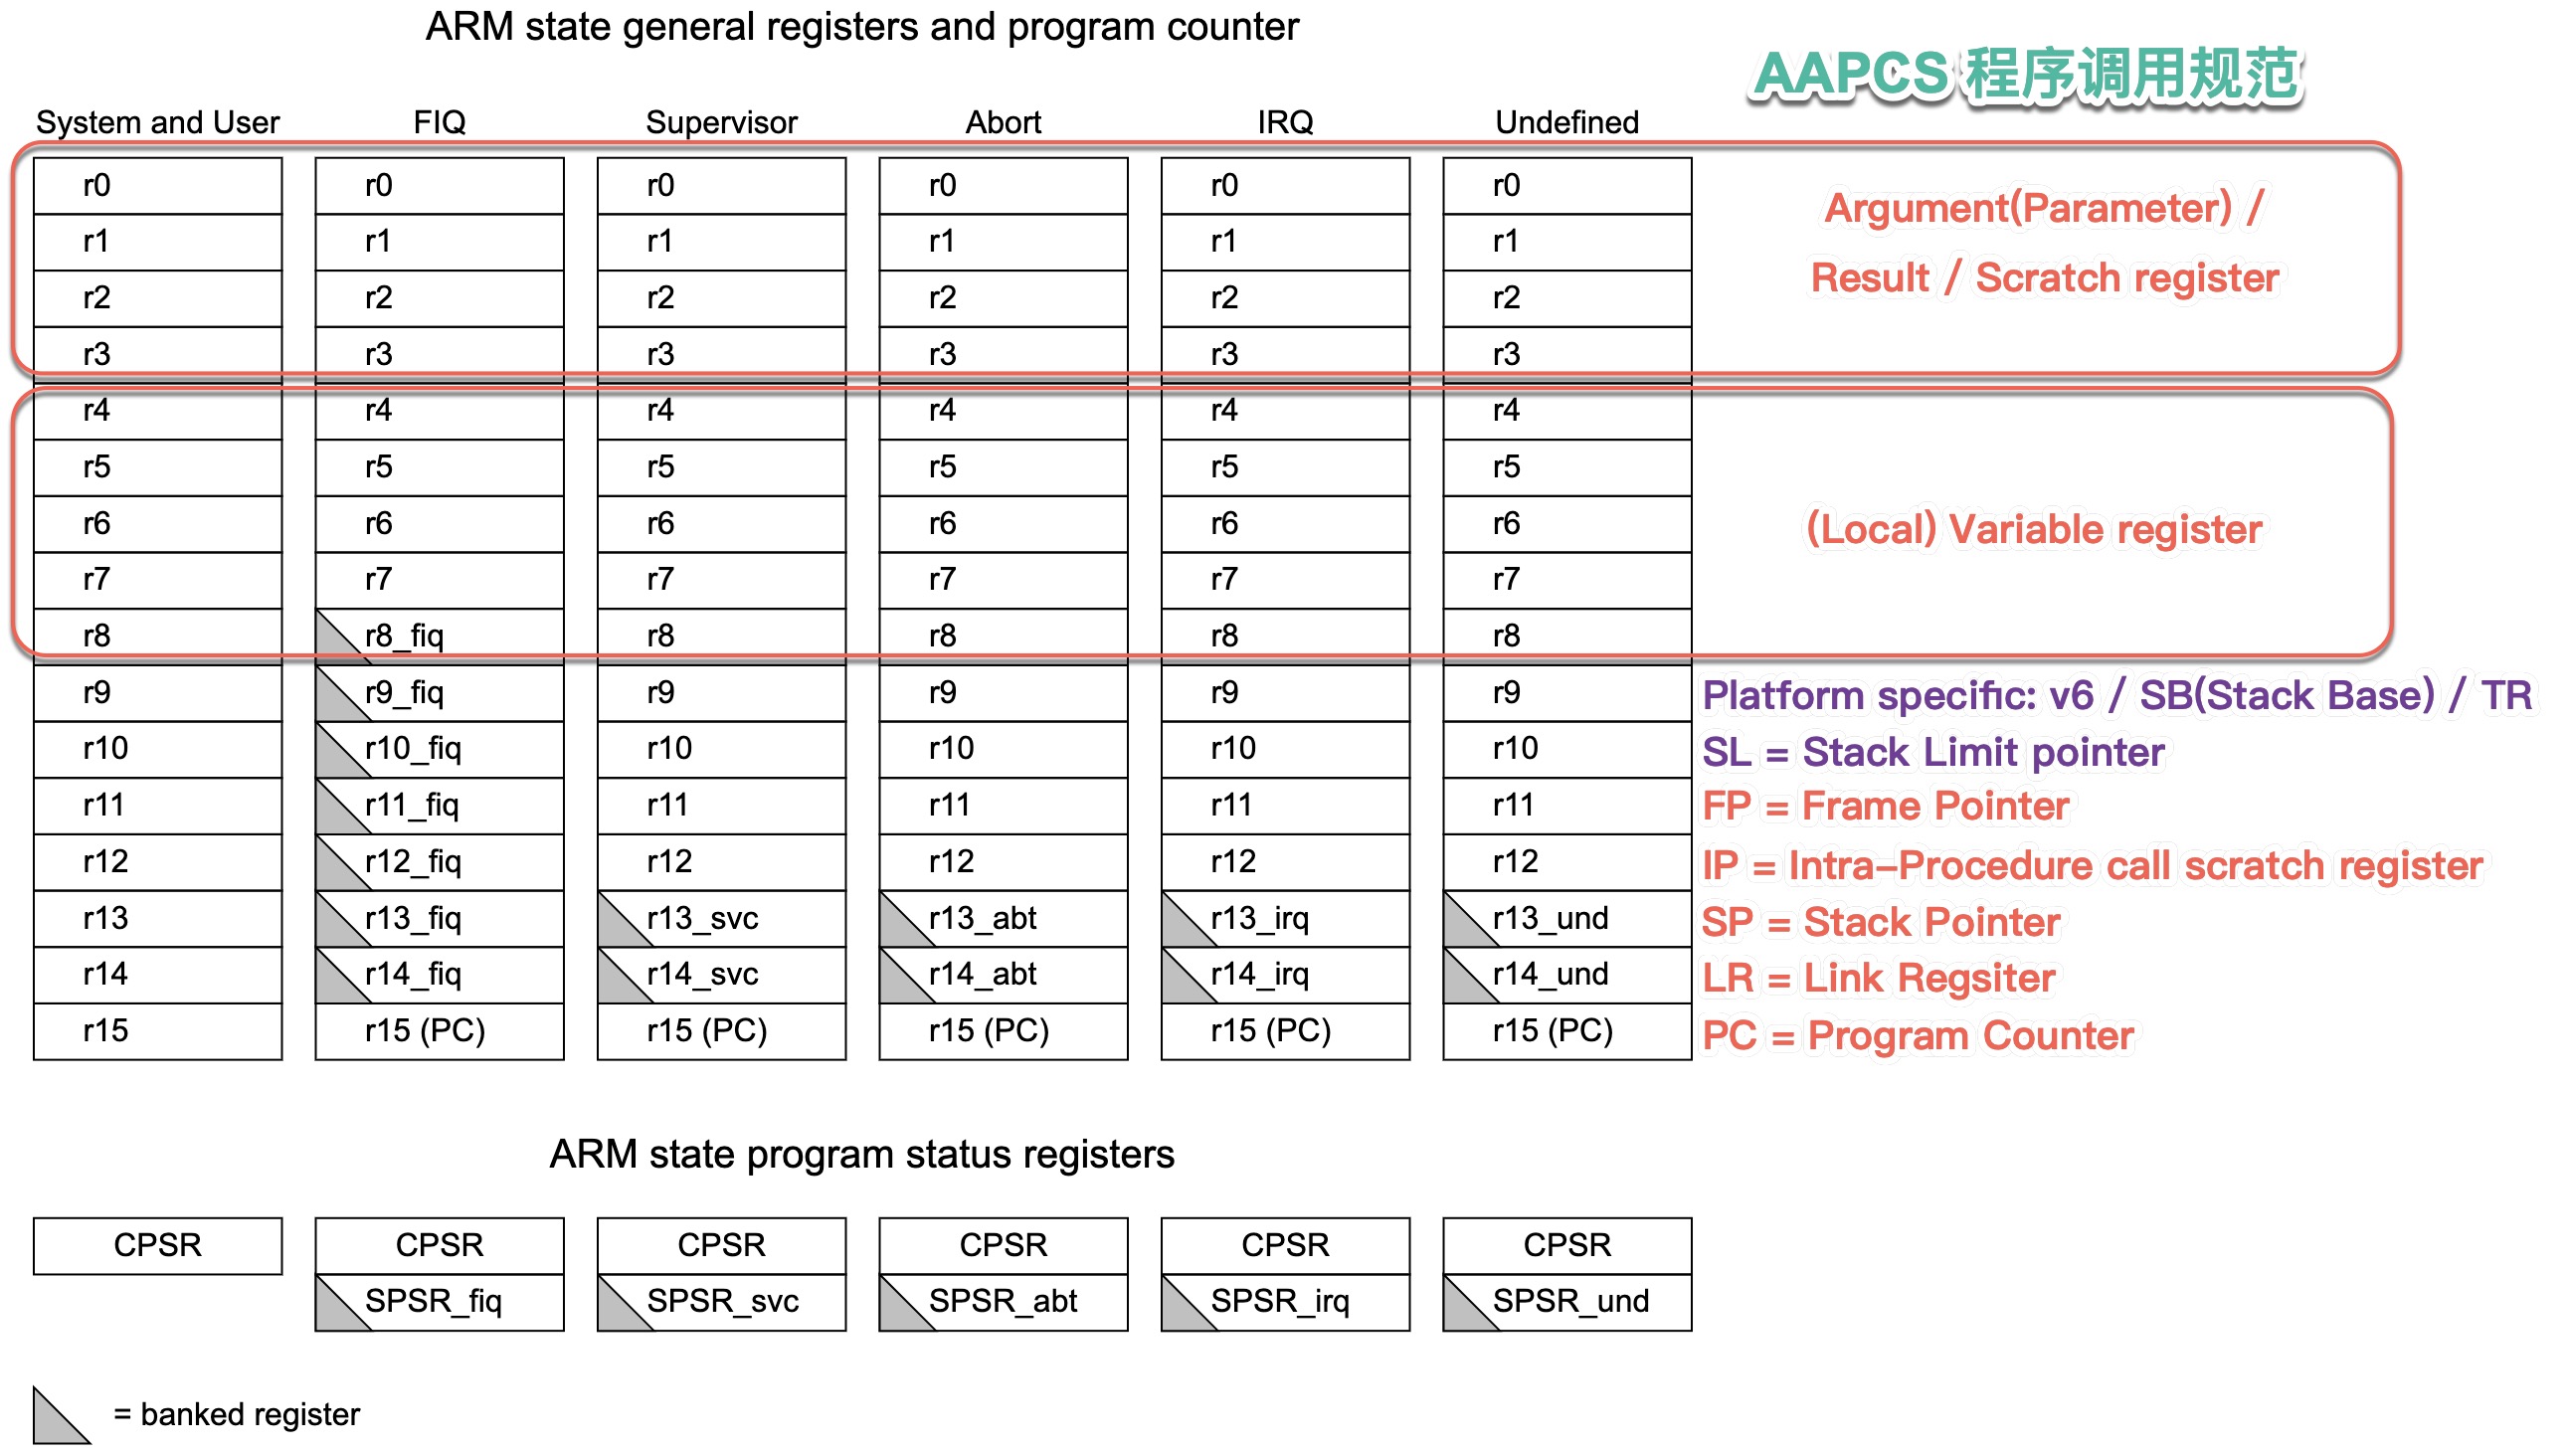 ARM state general registers and program counter
AAPCS 程序调用规范
System and User FIQ Supervisor Abort IRQ Undefined
r0 r0 r0 r0 r0 r0
Argument(Parameter) /
r1 r1 r1 r1 r1 r1
Result / Scratch register
r2 r2 r2 r2 r2 r2
r3 r3 r3 r3 r3 r3
r4 r4 r4 r4 r4 r4
r5 r5 r5 r5 r5 r5
r6 r6 r6 r6 r6 r6 (Local) Variable register
r7 r7 r7 r7 r7 r7
r8 r8_fiq r8 r8 r8 r8
r9 r9_fiq r9 r9 r9 r9 Platform specific: v6 / SB(Stack Base) / TR
r10 r10_fiq r10 r10 r10 r10 SL = Stack Limit pointer
r11 r11_fiq r11 r11 r11 r11 FP = Frame Pointer
r12 r12_fiq r12 r12 r12 r12 IP = Intra-Procedure call scratch register
r13 r13_fiq r13_svc r13_abt r13_irq r13_und SP = Stack Pointer
r14 r14_fiq r14_svc r14_abt r14_irq r14_und LR = Link Regsiter
r15 r15 (PC) r15 (PC) r15 (PC) r15 (PC) r15 (PC) PC = Program Counter
ARM state program status registers
CPSR CPSR CPSR CPSR CPSR CPSR
SPSR_fiq SPSR_svc SPSR_abt SPSR_irq SPSR_und
= banked register